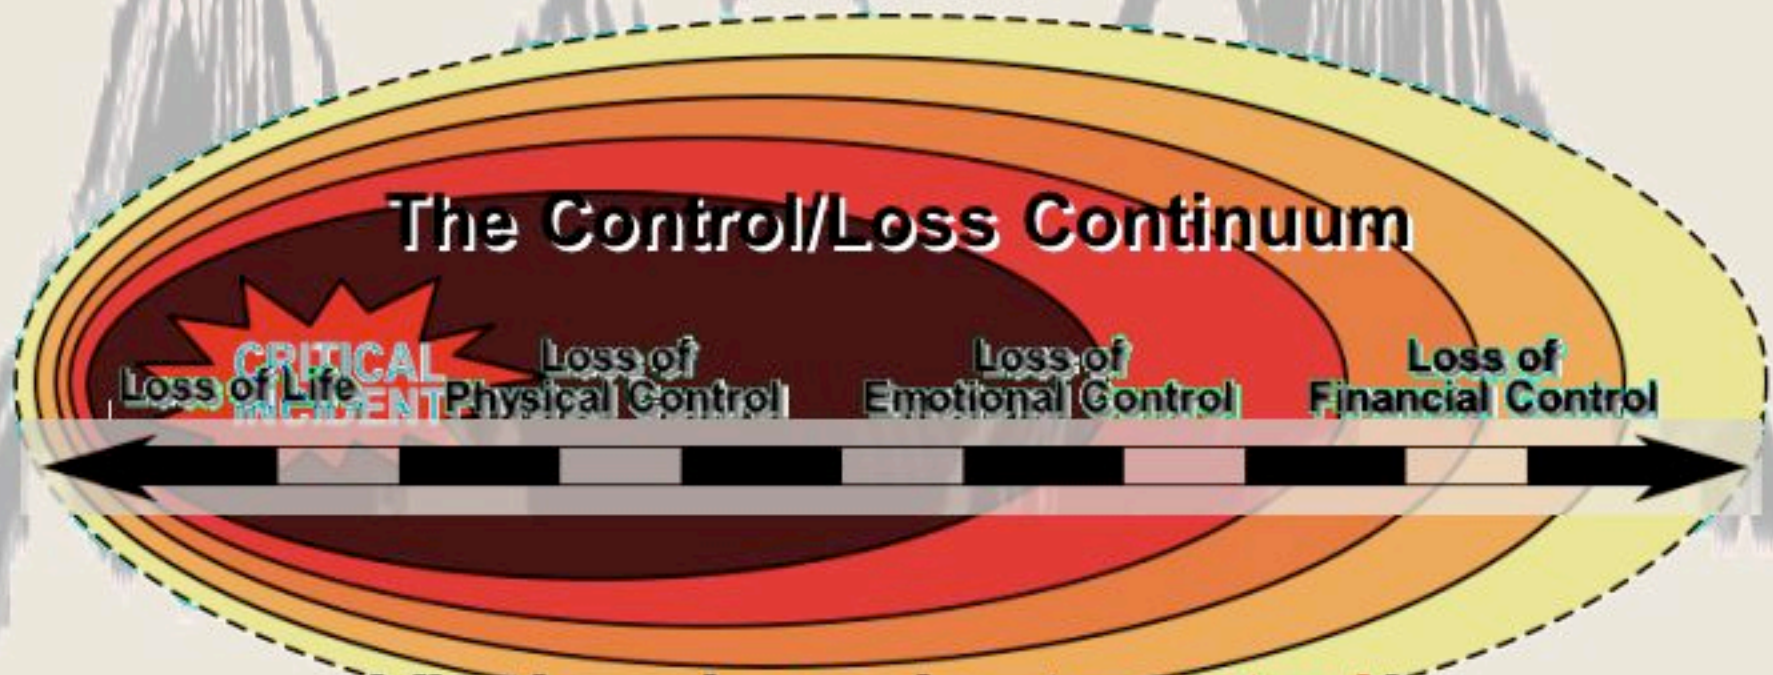 The Control/Loss Continuum
CRITICAL
INCIDENT
Loss of Life
Loss of
Physical Control
Loss of
Emotional Control
Loss of
Financial Control